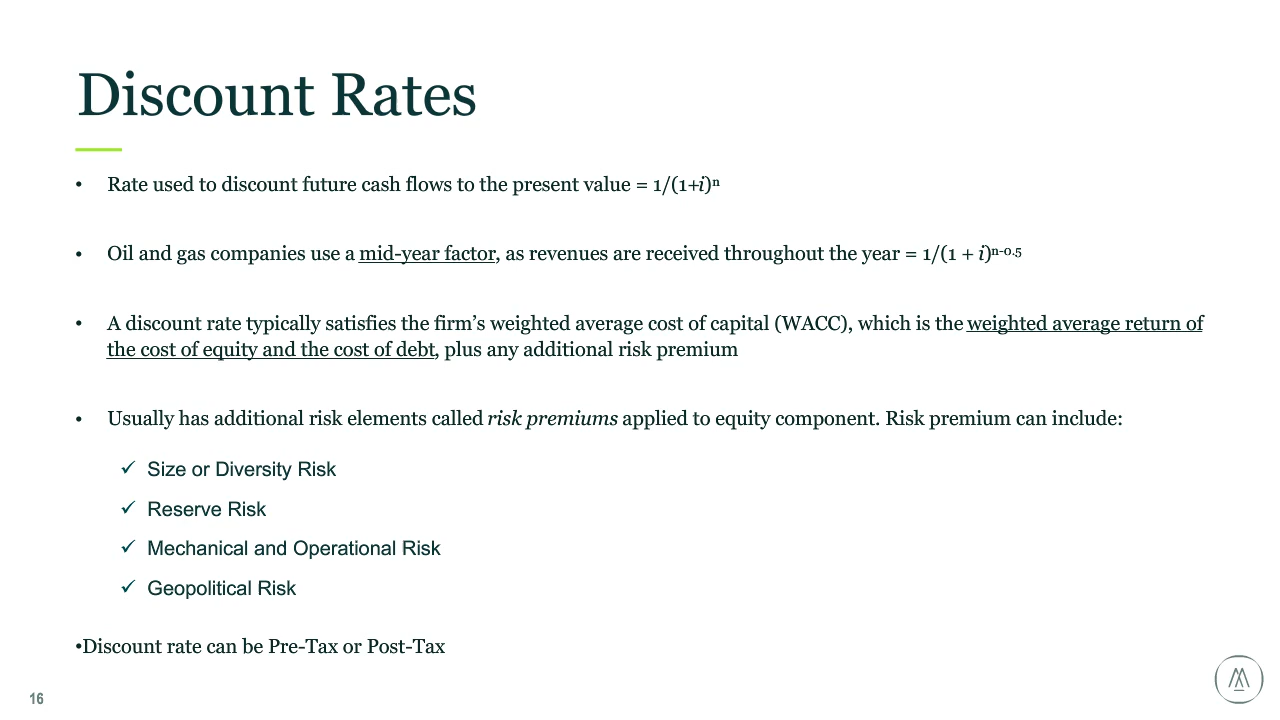 Discount Rates
• Rate used to discount future cash flows to the present value = 1/(1+i)ⁿ
• Oil and gas companies use a mid-year factor, as revenues are received throughout the year = 1/(1 + i)ⁿ⁻⁰·⁵
• A discount rate typically satisfies the firm’s weighted average cost of capital (WACC), which is the weighted average return of
the cost of equity and the cost of debt, plus any additional risk premium
• Usually has additional risk elements called risk premiums applied to equity component. Risk premium can include:
✓ Size or Diversity Risk
✓ Reserve Risk
✓ Mechanical and Operational Risk
✓ Geopolitical Risk
•Discount rate can be Pre-Tax or Post-Tax
16